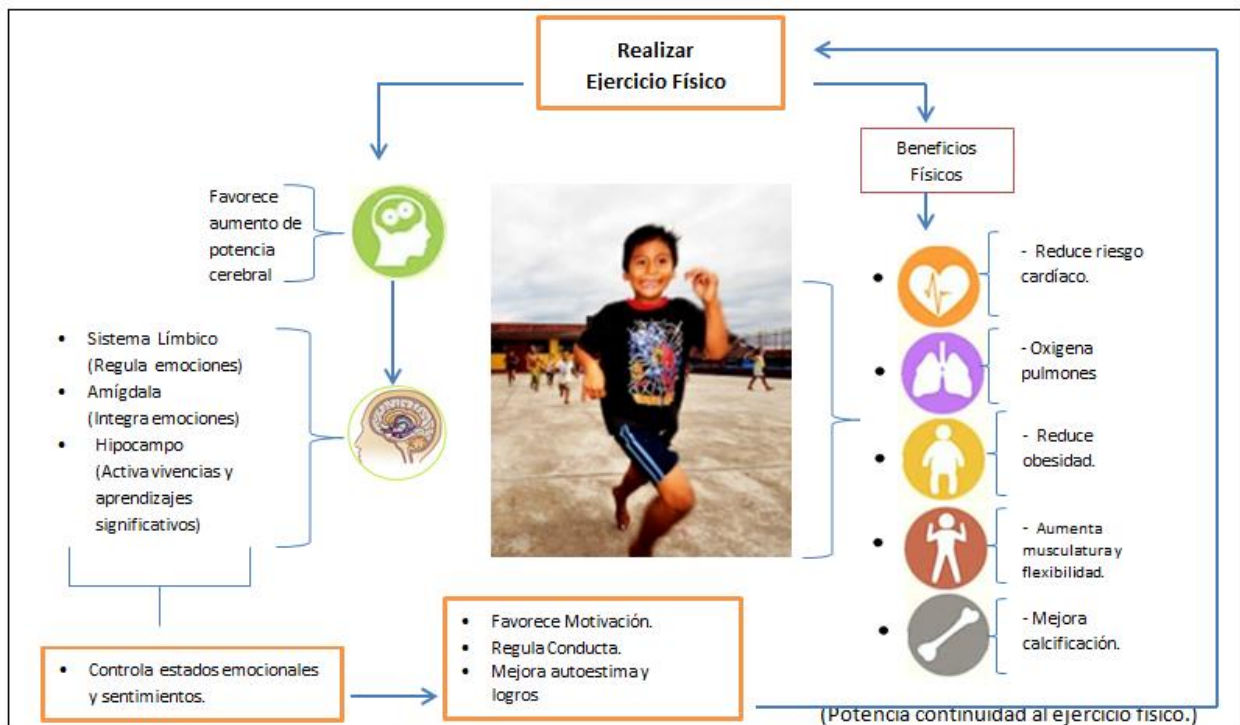 Realizar
Ejercicio Físico
Beneficios
Físicos
Favorece
aumento de
potencia
cerebral
Sistema Límbico
(Regula emociones)
Amígdala
(Integra emociones)
Hipocampo
(Activa vivencias y
aprendizajes
significativos)
- Reduce riesgo
cardíaco.
-Oxigena
pulmones
- Reduce
obesidad.
- Aumenta
musculatura y
flexibilidad.
- Mejora
calcificación.
Controla estados emocionales
y sentimientos.
Favorece Motivación.
Regula Conducta.
Mejora autoestima y
logros
(Potencia continuidad al ejercicio físico.)